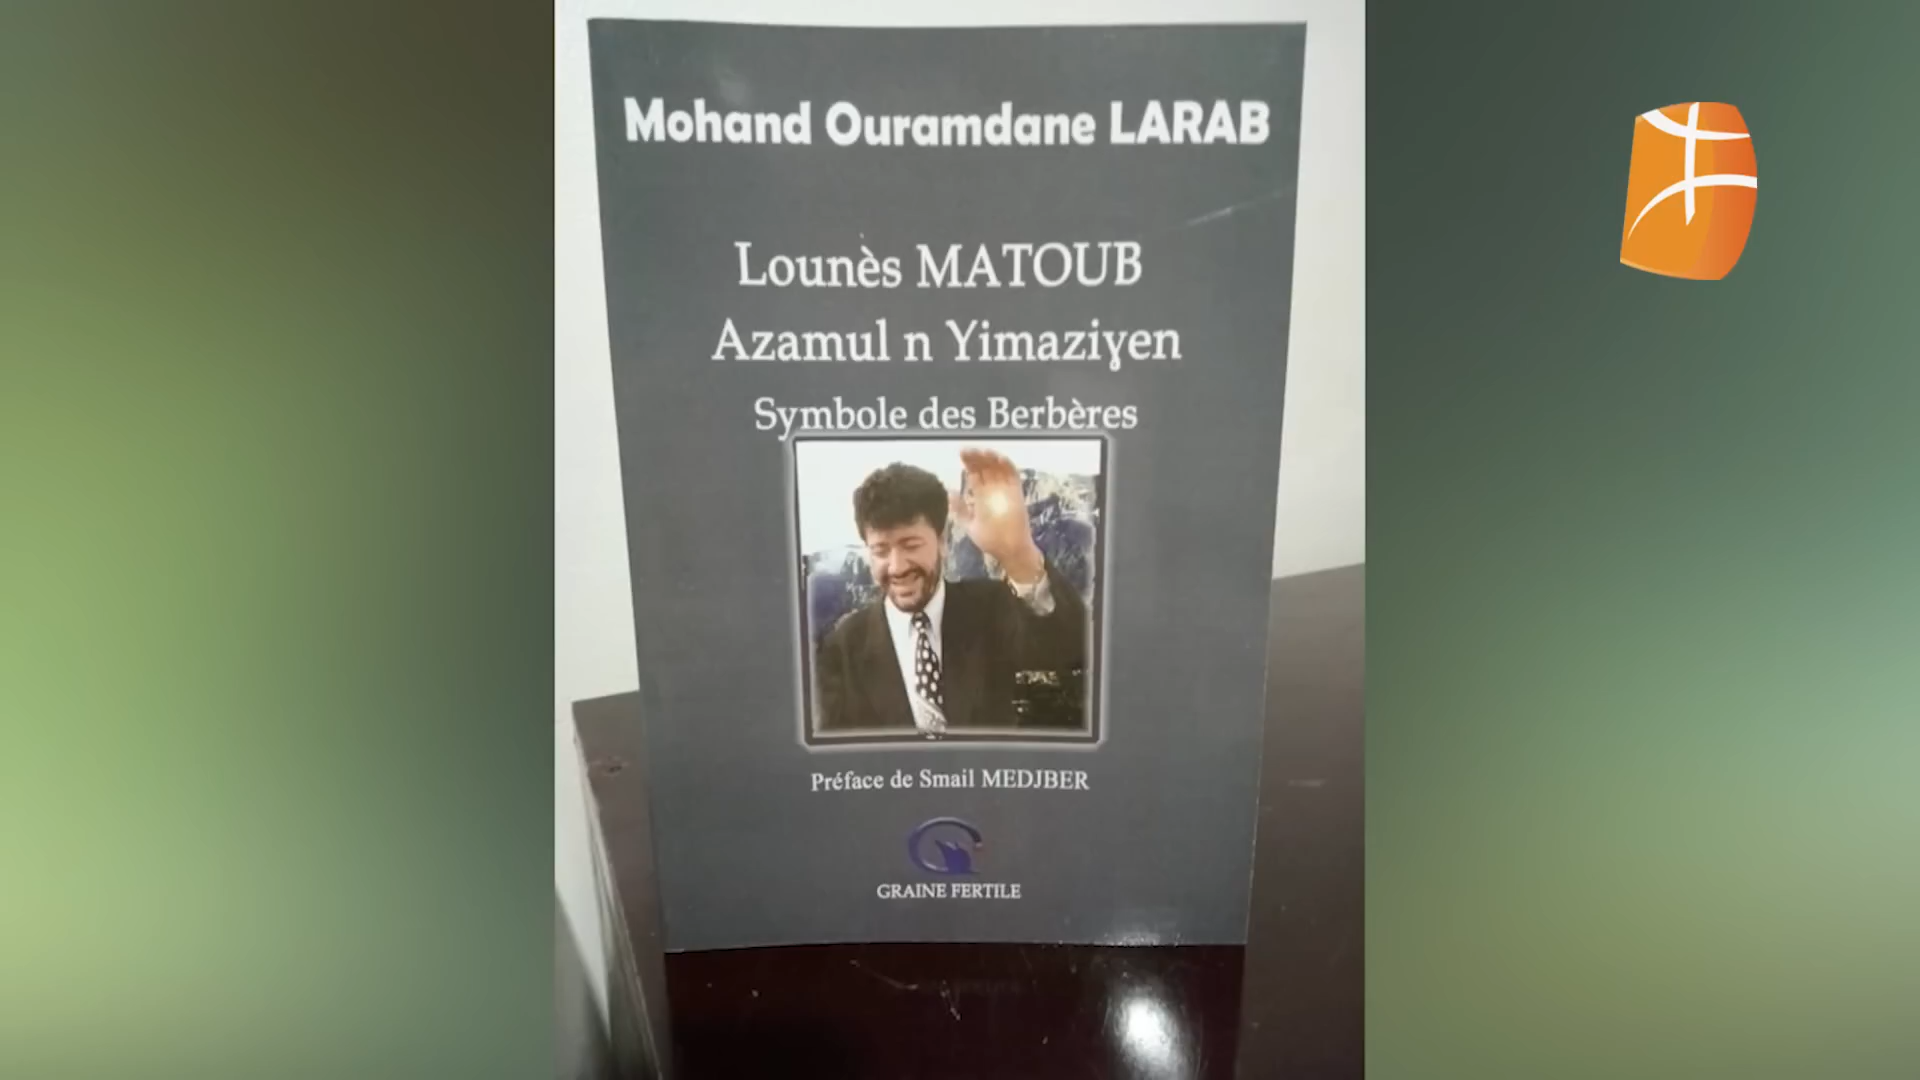 Mohand Ouramdane LARAB
Lounès MATOUB
Azamul n Yimaziɣen
Symbole des Berbères
Préface de Smail MEDJBER
GRAINE FERTILE